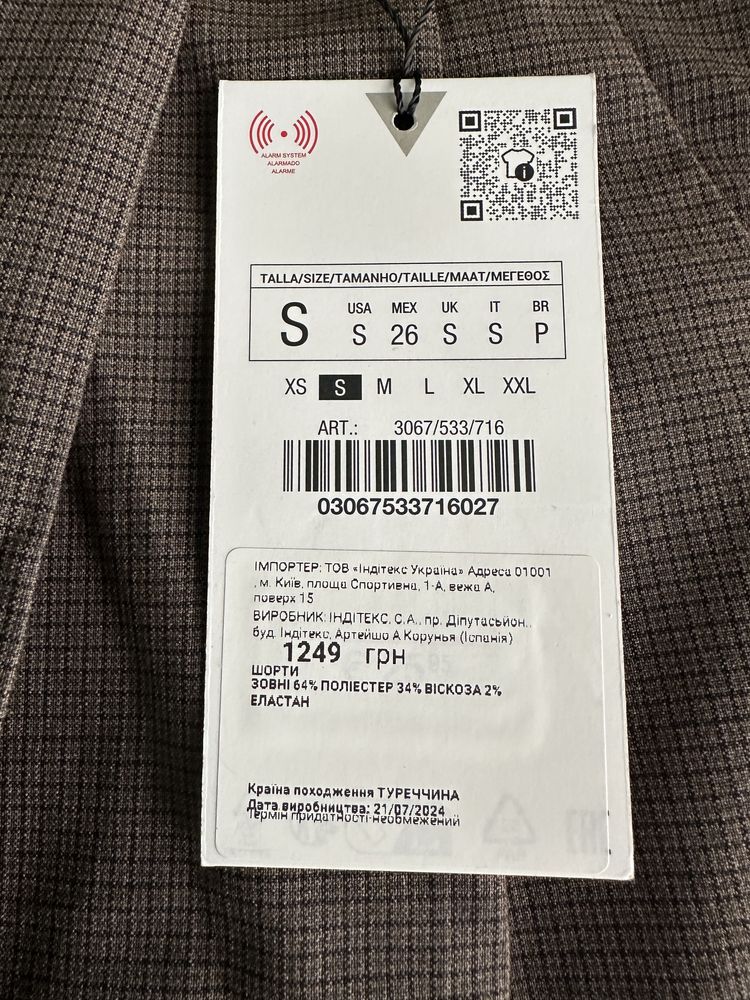 ALARM SYSTEM
ALARMADO
ALARME
TALLA/SIZE/TAMANHO/TAILLE/MAAT/ΜΕΓΕΘΟΣ
S
USA MEX UK IT BR
S 26 S S P
XS S M L XL XXL
ART.: 3067/533/716
03067533716027
ІМПОРТЕР: ТОВ «Індітекс Україна» Адреса 01001
, м. Київ, площа Спортивна, 1-А, вежа А,
поверх 15
ВИРОБНИК: ІНДІТЕКС, С.А., пр. Діпутасьйон,,
буд. Індітекс, Артейшо А Корунья (Іспанія)
1249 грн
ШОРТИ
ЗОВНІ 64% ПОЛІЕСТЕР 34% ВІСКОЗА 2%
ЕЛАСТАН
Країна походження ТУРЕЧЧИНА
Дата виробництва: 21/07/2024
Термін придатності необмежений